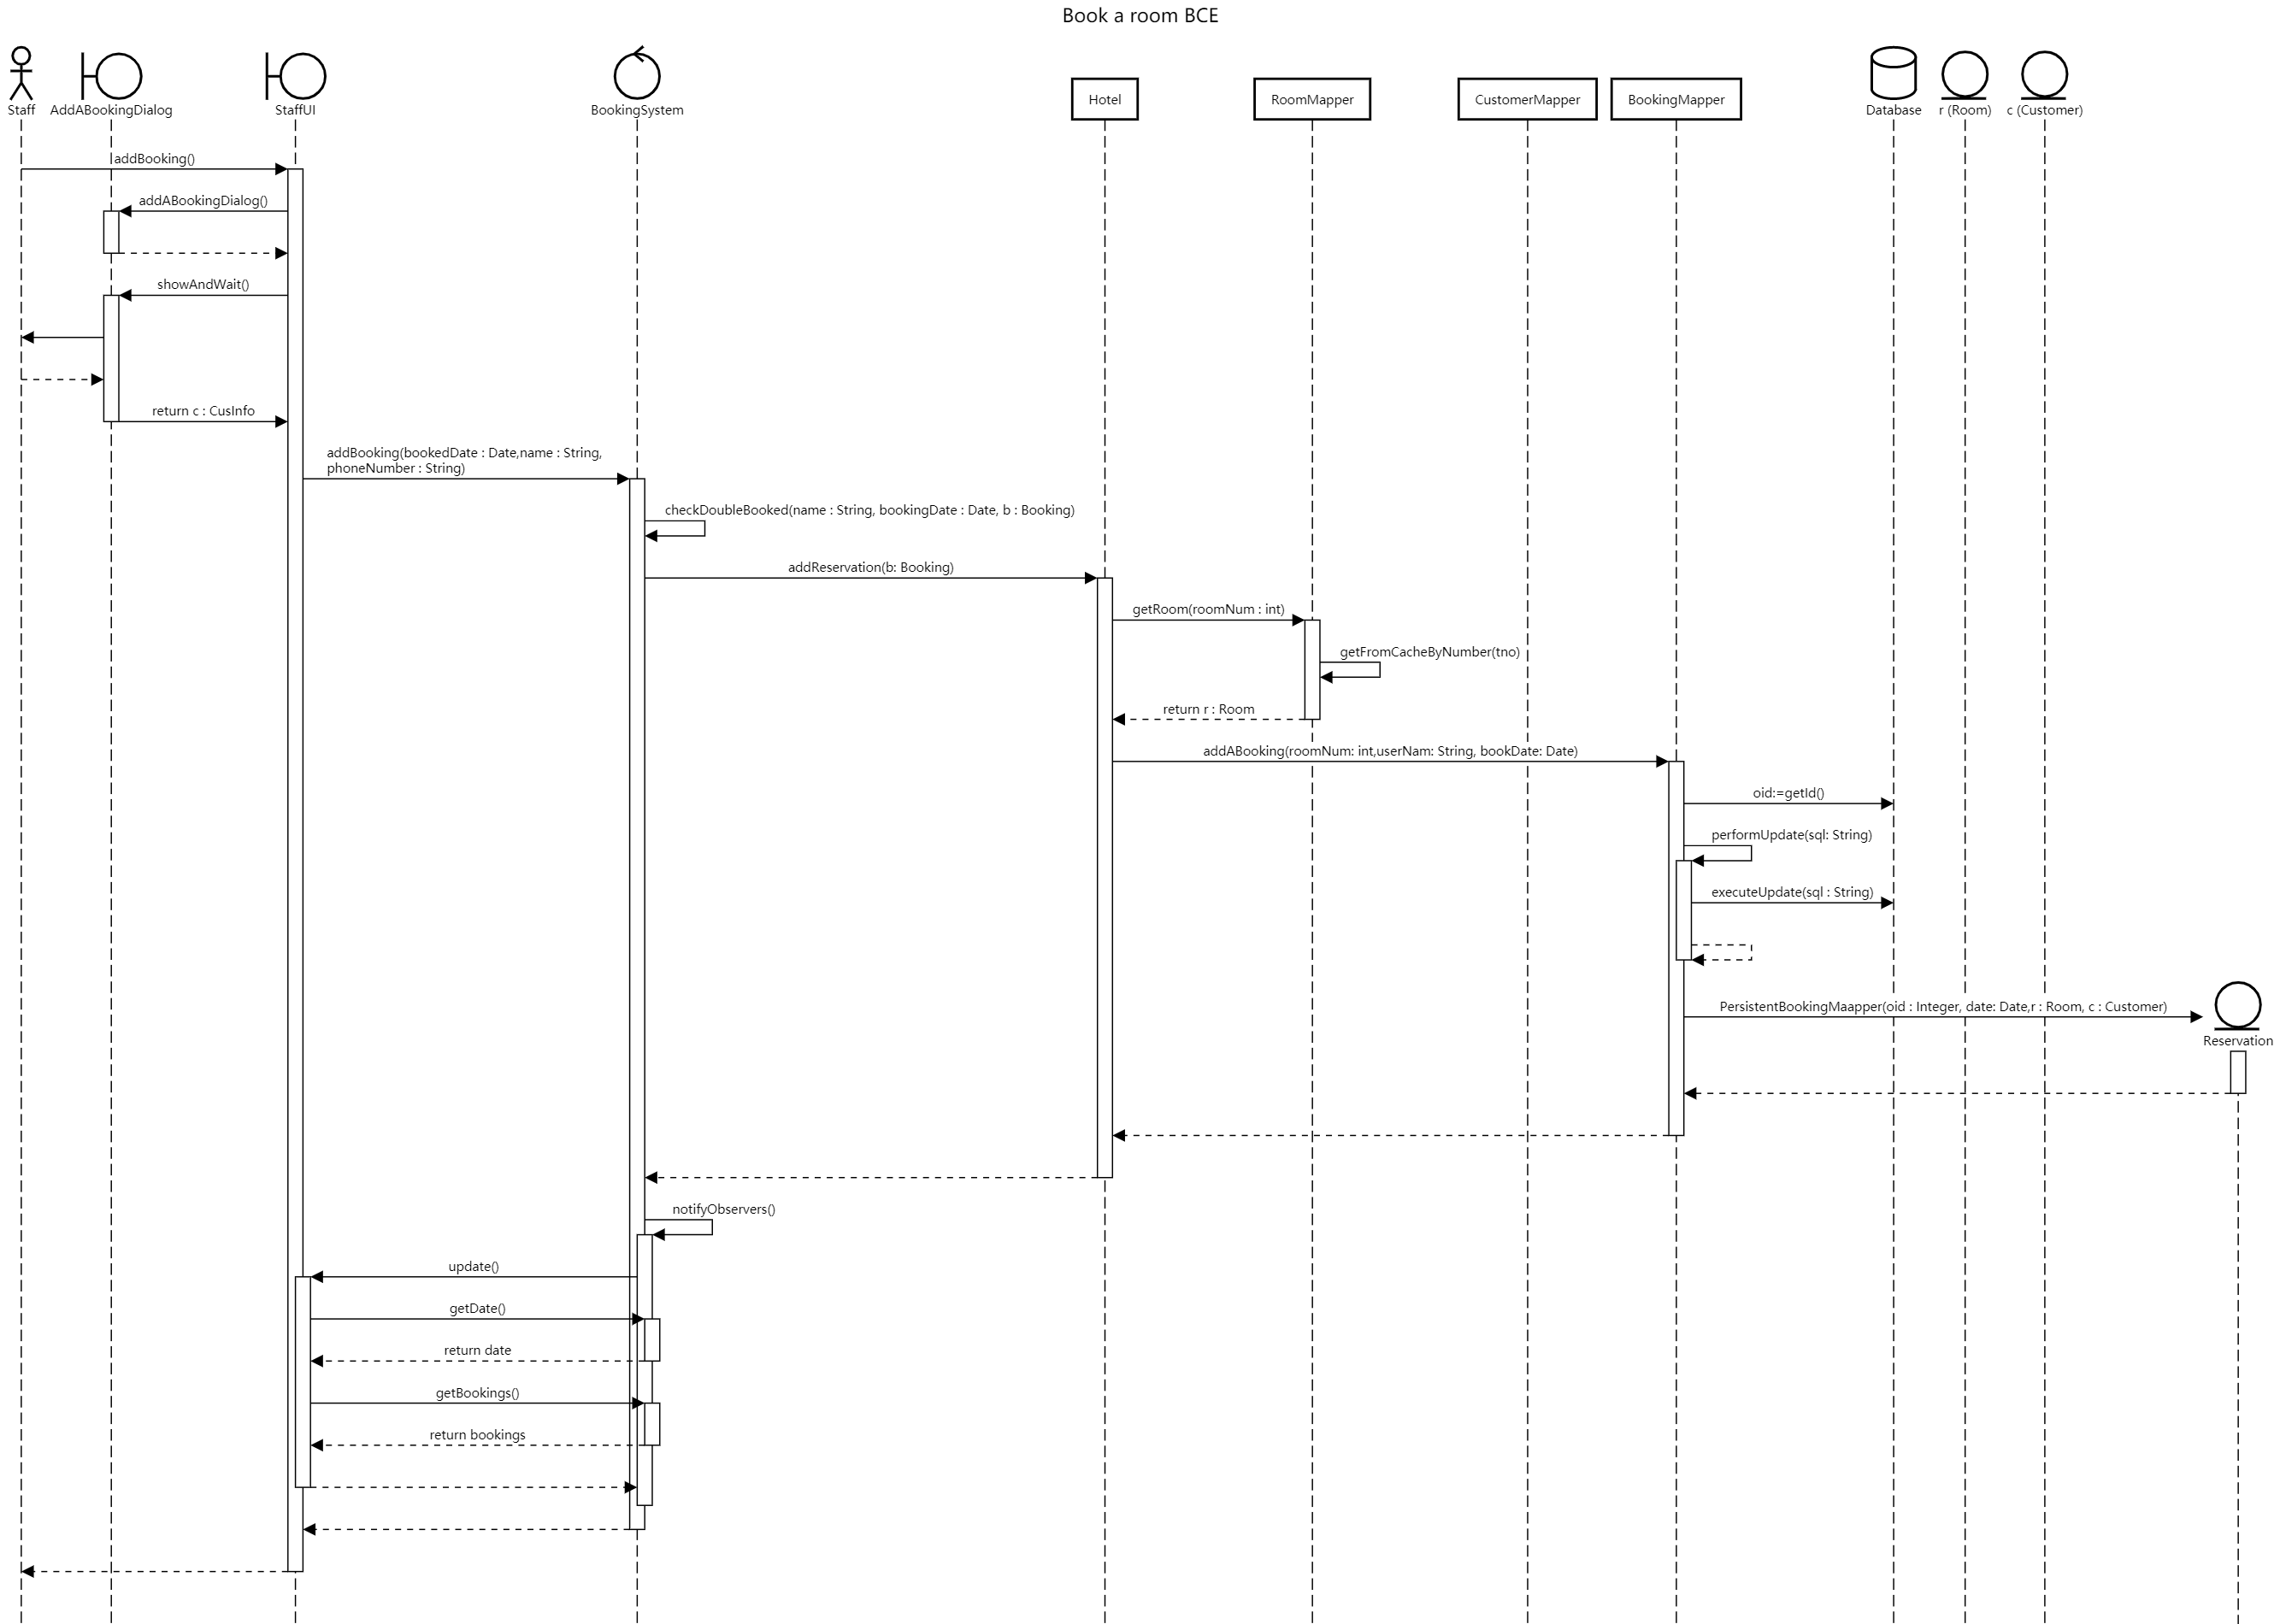 Book a room BCE
Staff
AddABookingDialog
StaffUI
BookingSystem
Hotel
RoomMapper
CustomerMapper
BookingMapper
Database
r (Room)
c (Customer)
addBooking()
addABookingDialog()
showAndWait()
return c : CusInfo
addBooking(bookedDate : Date,name : String,
phoneNumber : String)
checkDoubleBooked(name : String, bookingDate : Date, b : Booking)
addReservation(b: Booking)
getRoom(roomNum : int)
getFromCacheByNumber(tno)
return r : Room
addABooking(roomNum: int,userNam: String, bookDate: Date)
oid:=getId()
performUpdate(sql: String)
executeUpdate(sql : String)
PersistentBookingMaapper(oid : Integer, date: Date,r : Room, c : Customer)
Reservation
notifyObservers()
update()
getDate()
return date
getBookings()
return bookings